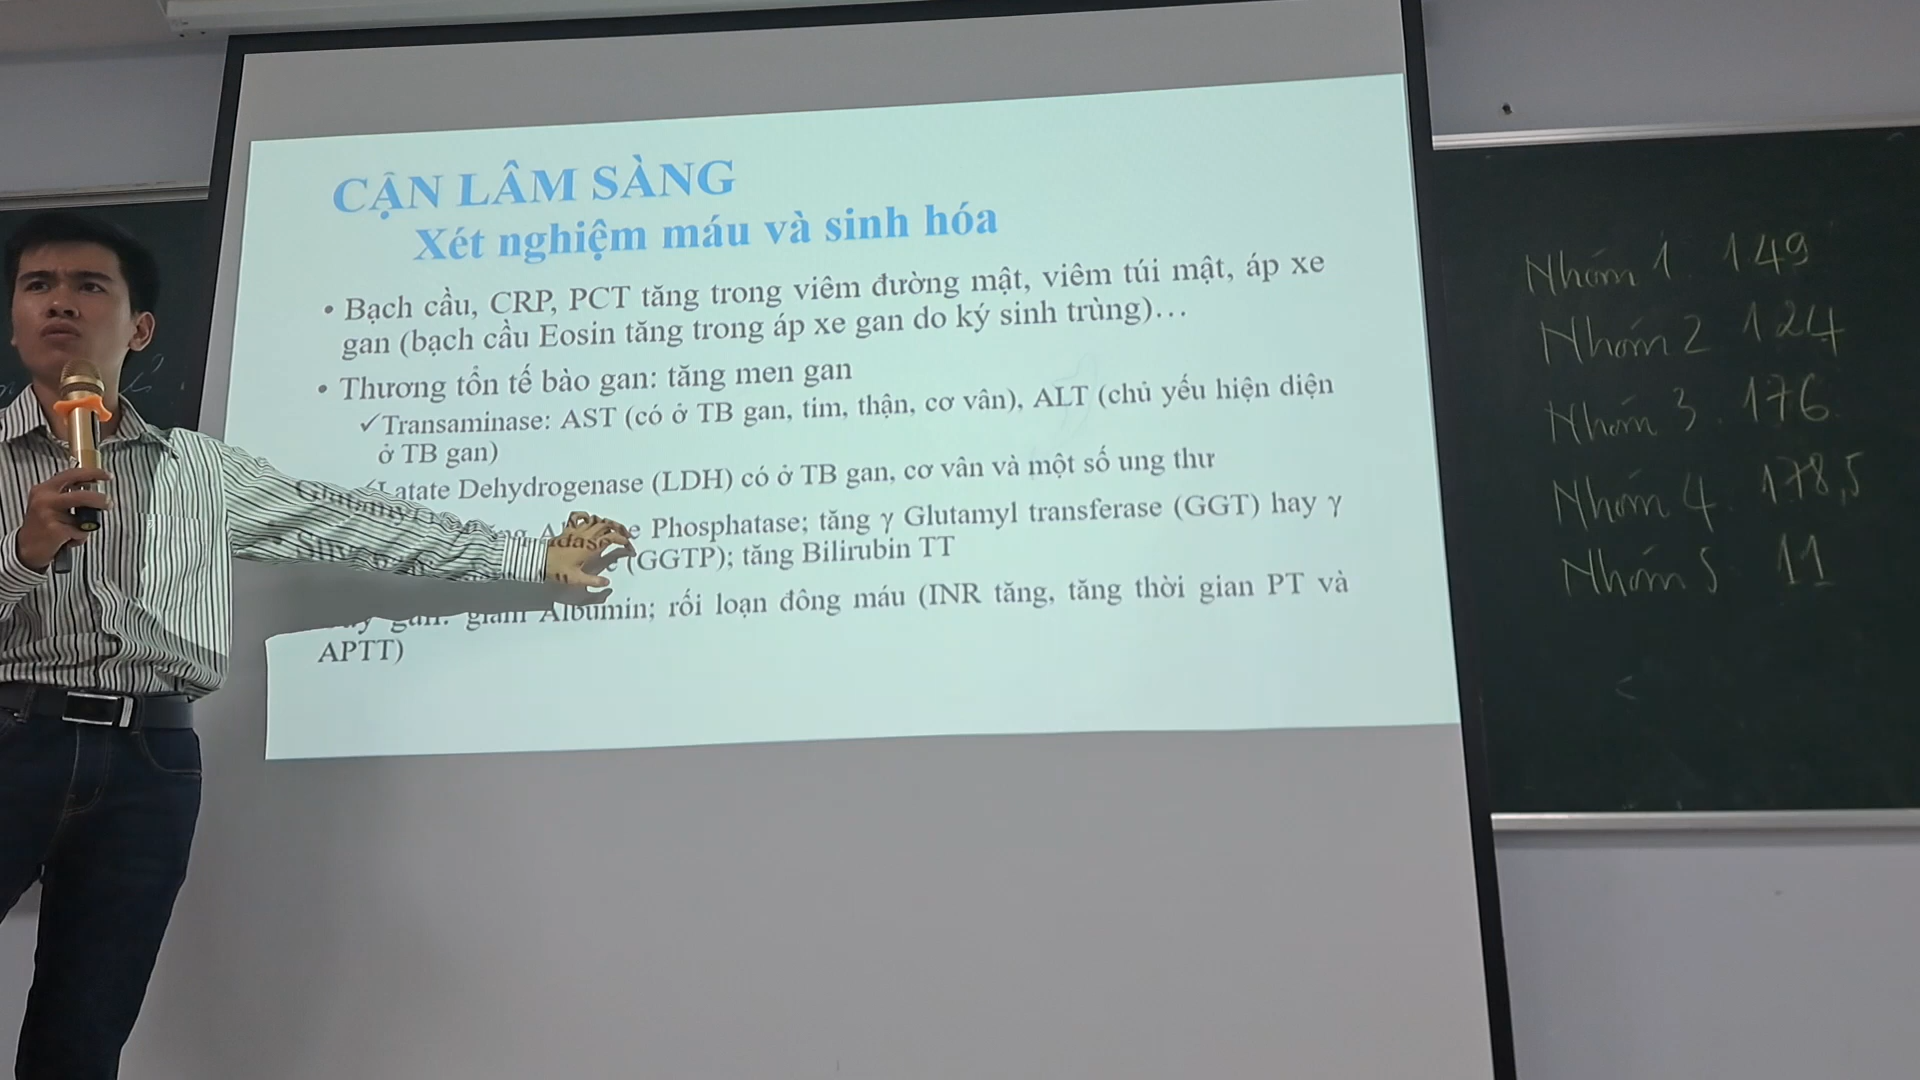 CẬN LÂM SÀNG
Xét nghiệm máu và sinh hóa
• Bạch cầu, CRP, PCT tăng trong viêm đường mật, viêm túi mật, áp xe
gan (bạch cầu Eosin tăng trong áp xe gan do ký sinh trùng)…
• Thương tổn tế bào gan: tăng men gan
✓Transaminase: AST (có ở TB gan, tim, thận, cơ vân), ALT (chủ yếu hiện diện
ở TB gan)
Latate Dehydrogenase (LDH) có ở TB gan, cơ vân và một số ung thư
Phosphatase; tăng γ Glutamyl transferase (GGT) hay γ
(GGTP); tăng Bilirubin TT
gan: giảm Albumin; rối loạn đông máu (INR tăng, tăng thời gian PT và
APTT)
Nhóm 1. 149
Nhóm 2 124
Nhóm 3. 176
Nhóm 4. 178,5
Nhóm 5 11